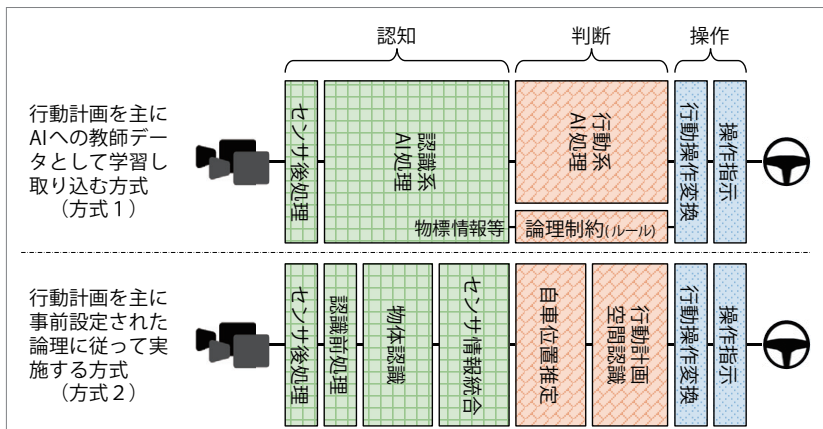 認知
判断
操作
行動計画を主に
AIへの教師デー
タとして学習し
取り込む方式
（方式１）
センサ後処理
認識系
AI処理
物標情報等
行動系
AI処理
論理制約(ルール)
行動操作変換
操作指示
行動計画を主に
事前設定された
論理に従って実
施する方式
（方式２）
センサ後処理
認識前処理
物体認識
センサ情報統合
自車位置推定
行動計画
空間認識
行動操作変換
操作指示